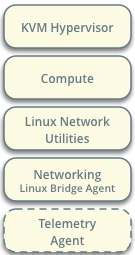 KVM Hypervisor
Compute
Linux Network
Utilities
Networking
Linux Bridge Agent
Telemetry
Agent